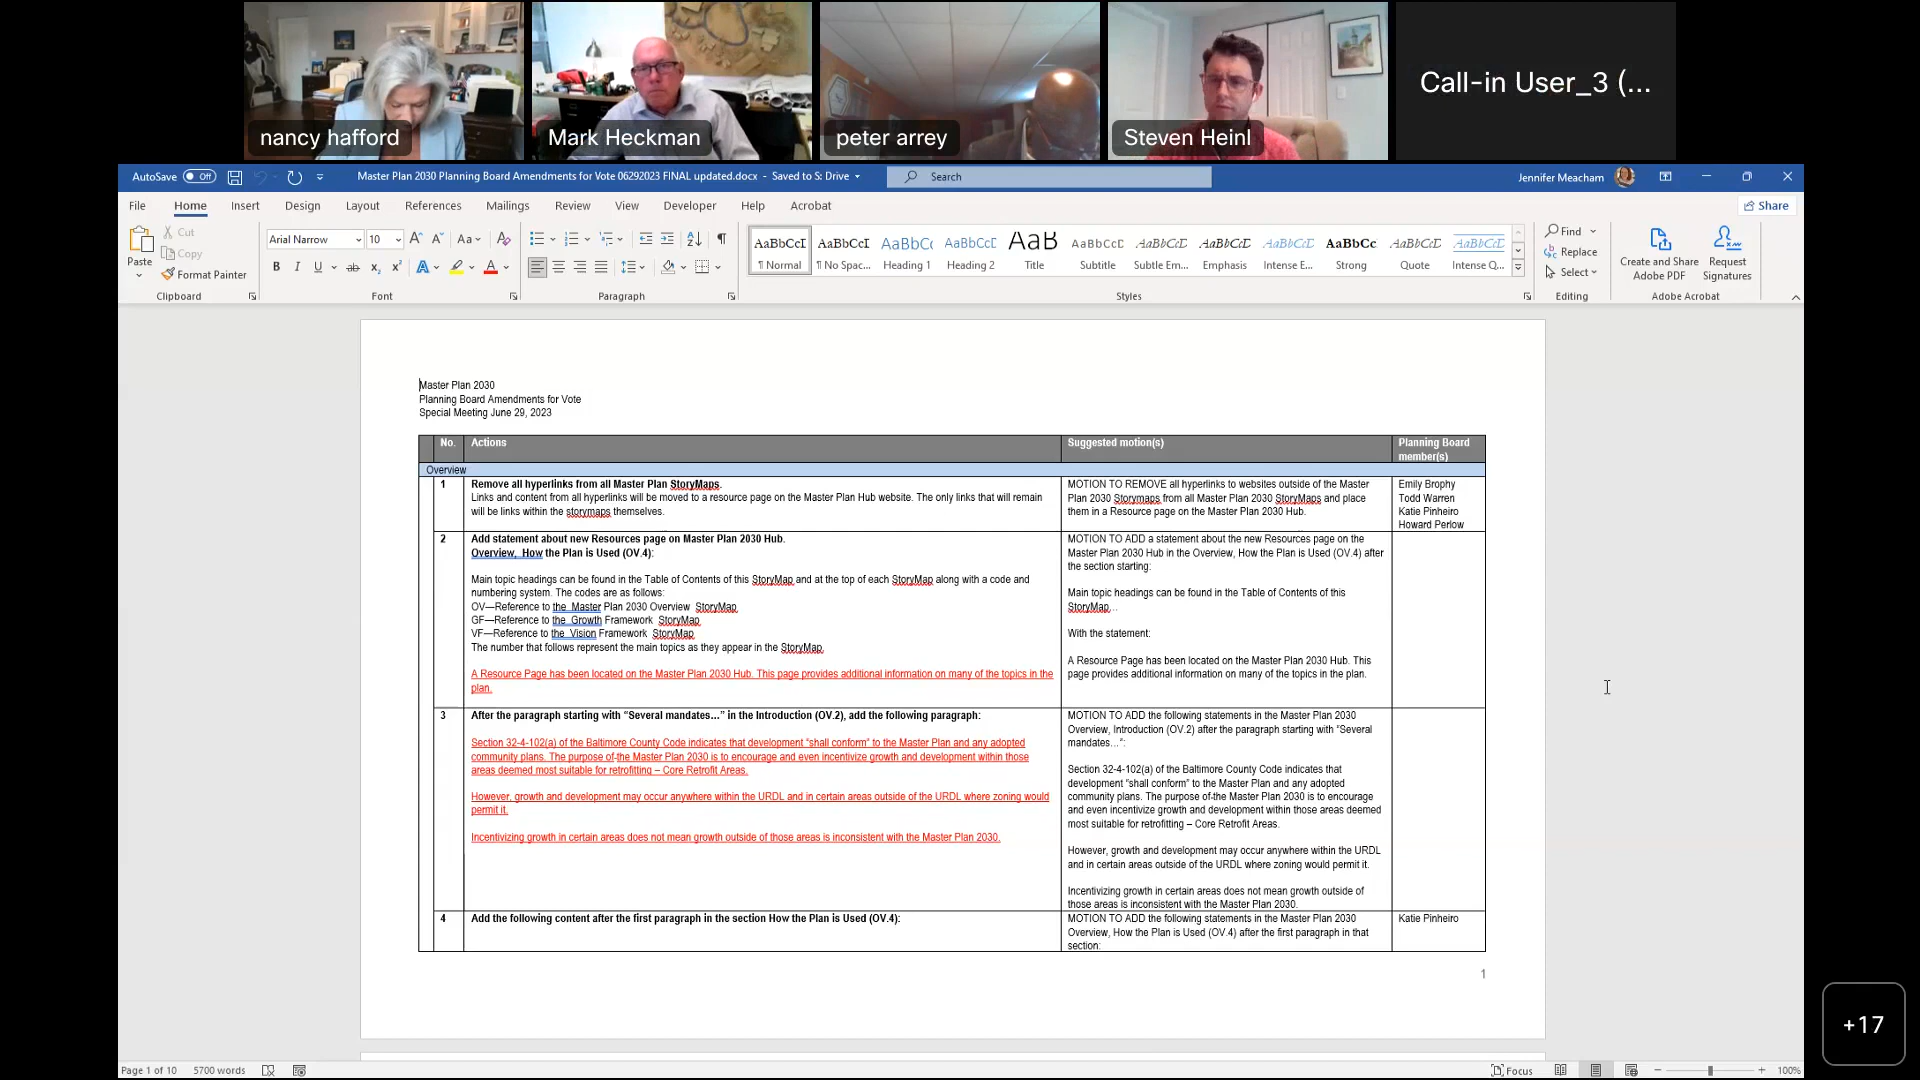 nancy hafford
Mark Heckman
peter arrey
Steven Heinl
Call-in User_3 (...
AutoSave Off
Master Plan 2030 Planning Board Amendments for Vote 06292023 FINAL updated.docx - Saved to S: Drive
Search
Jennifer Meacham
File Home Insert Design Layout References Mailings Review View Developer Help Acrobat
Share
Paste
Cut
Copy
Format Painter
Clipboard
Arial Narrow 10
Font
Paragraph
AaBbCcI AaBbCcI AaBbC( AaBbCcD AaB AaBbCcD AaBbCcD AaBbCcD AaBbCcD AaBbCc AaBbCcD AaBbCcD
¶ Normal ¶ No Spac... Heading 1 Heading 2 Title Subtitle Subtle Em... Emphasis Intense E... Strong Quote Intense Q...
Styles
Find
Replace
Select
Editing
Create and Share Adobe PDF
Request Signatures
Adobe Acrobat
Master Plan 2030
Planning Board Amendments for Vote
Special Meeting June 29, 2023
No. Actions Suggested motion(s) Planning Board member(s)
Overview
1
Remove all hyperlinks from all Master Plan StoryMaps.
Links and content from all hyperlinks will be moved to a resource page on the Master Plan Hub website. The only links that will remain
will be links within the storymaps themselves.
MOTION TO REMOVE all hyperlinks to websites outside of the Master
Plan 2030 Storymaps from all Master Plan 2030 StoryMaps and place
them in a Resource page on the Master Plan 2030 Hub.
Emily Brophy
Todd Warren
Katie Pinheiro
Howard Perlow
2
Add statement about new Resources page on Master Plan 2030 Hub.
Overview, How the Plan is Used (OV.4):
Main topic headings can be found in the Table of Contents of this StoryMap and at the top of each StoryMap along with a code and
numbering system. The codes are as follows:
OV—Reference to the Master Plan 2030 Overview StoryMap
GF—Reference to the Growth Framework StoryMap
VF—Reference to the Vision Framework StoryMap
The number that follows represent the main topics as they appear in the StoryMap.
A Resource Page has been located on the Master Plan 2030 Hub. This page provides additional information on many of the topics in the
plan.
MOTION TO ADD a statement about the new Resources page on the
Master Plan 2030 Hub in the Overview, How the Plan is Used (OV.4) after
the section starting:
Main topic headings can be found in the Table of Contents of this
StoryMap...
With the statement:
A Resource Page has been located on the Master Plan 2030 Hub. This
page provides additional information on many of the topics in the plan.
3
After the paragraph starting with “Several mandates…” in the Introduction (OV.2), add the following paragraph:
Section 32-4-102(a) of the Baltimore County Code indicates that development “shall conform” to the Master Plan and any adopted
community plans. The purpose of-the Master Plan 2030 is to encourage and even incentivize growth and development within those
areas deemed most suitable for retrofitting – Core Retrofit Areas.
However, growth and development may occur anywhere within the URDL and in certain areas outside of the URDL where zoning would
permit it.
Incentivizing growth in certain areas does not mean growth outside of those areas is inconsistent with the Master Plan 2030.
MOTION TO ADD the following statements in the Master Plan 2030
Overview, Introduction (OV.2) after the paragraph starting with “Several
mandates…”:
Section 32-4-102(a) of the Baltimore County Code indicates that
development “shall conform” to the Master Plan and any adopted
community plans. The purpose of-the Master Plan 2030 is to encourage
and even incentivize growth and development within those areas deemed
most suitable for retrofitting – Core Retrofit Areas.
However, growth and development may occur anywhere within the URDL
and in certain areas outside of the URDL where zoning would permit it.
Incentivizing growth in certain areas does not mean growth outside of
those areas is inconsistent with the Master Plan 2030.
4
Add the following content after the first paragraph in the section How the Plan is Used (OV.4):
MOTION TO ADD the following statements in the Master Plan 2030
Overview, How the Plan is Used (OV.4) after the first paragraph in that
section:
Katie Pinheiro
1
+17
Page 1 of 10 5700 words
Focus
100%